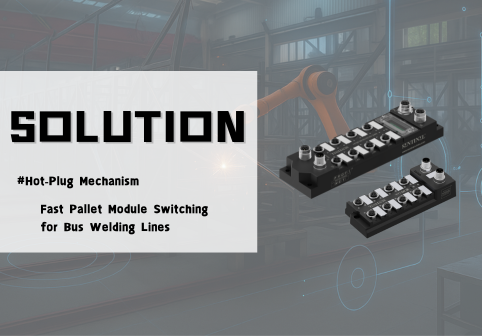 SOLUTION
#Hot-Plug Mechanism
Fast Pallet Module Switching
for Bus Welding Lines